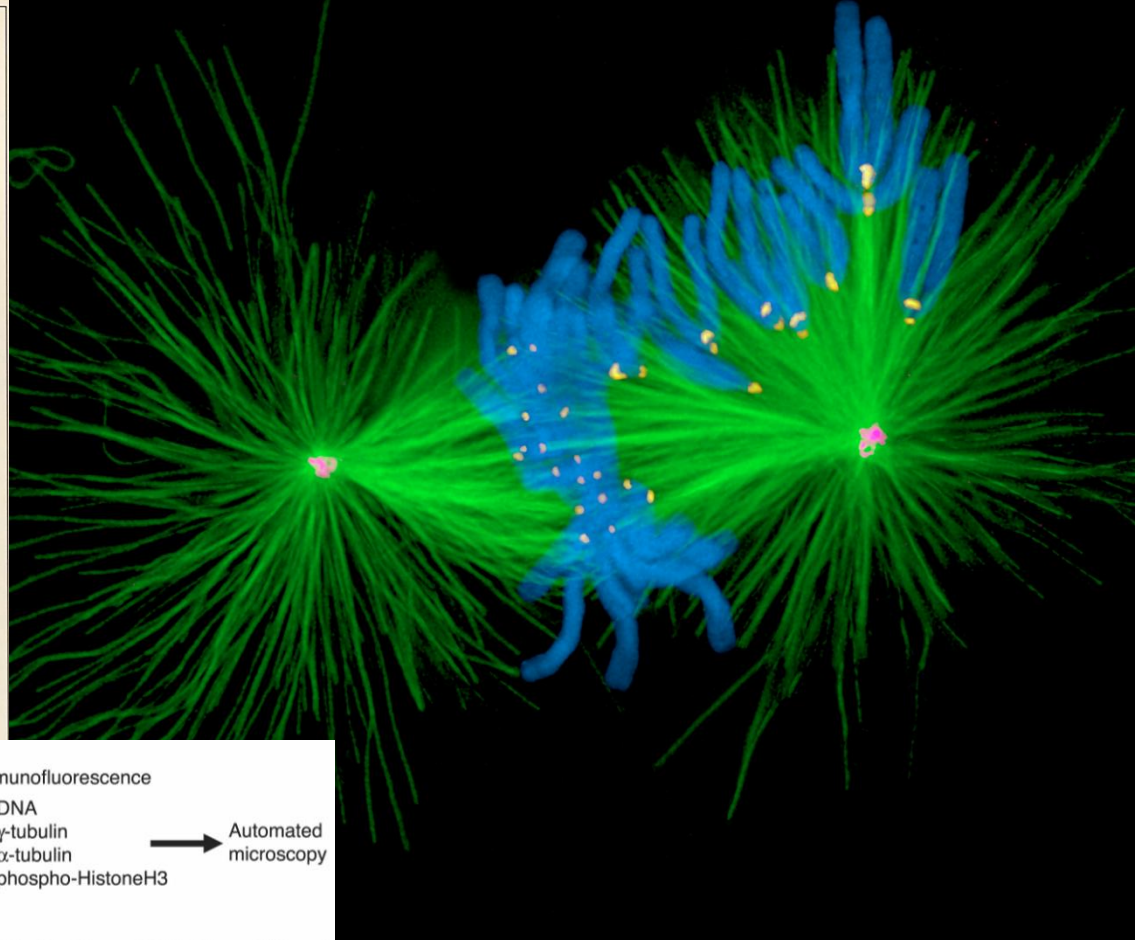 munofluorescence
DNA
γ-tubulin
α-tubulin
phospho-HistoneH3
Automated
microscopy